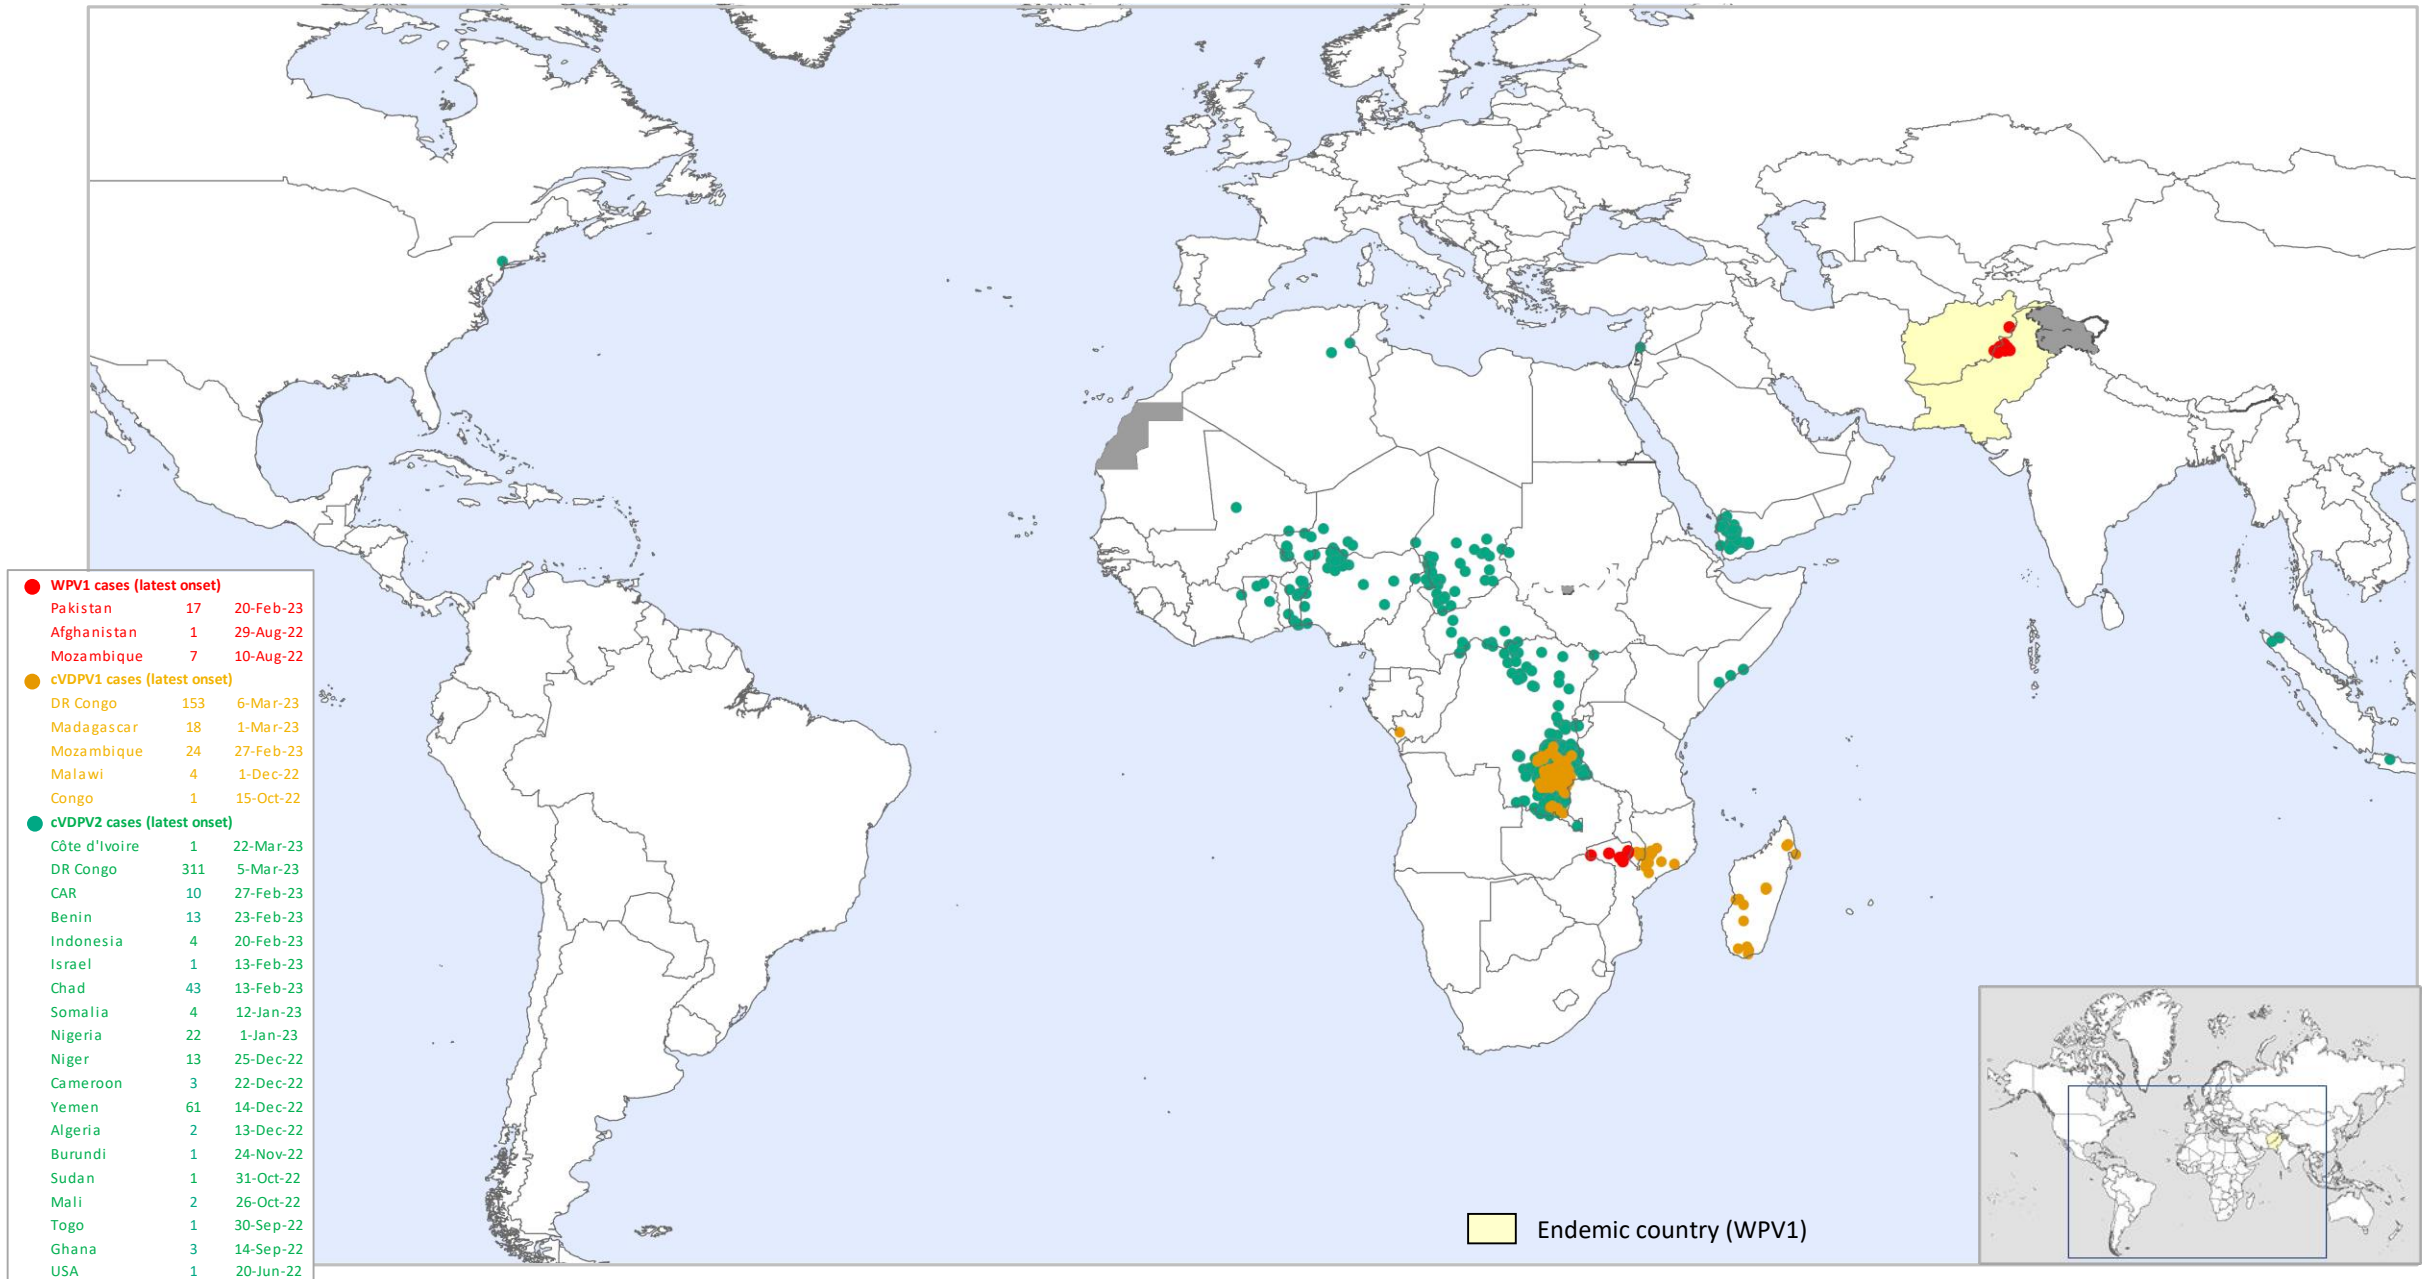 WPV1 cases (latest onset)
Pakistan 17 20-Feb-23
Afghanistan 1 29-Aug-22
Mozambique 7 10-Aug-22
cVDPV1 cases (latest onset)
DR Congo 153 6-Mar-23
Madagascar 18 1-Mar-23
Mozambique 24 27-Feb-23
Malawi 4 1-Dec-22
Congo 1 15-Oct-22
cVDPV2 cases (latest onset)
Côte d'Ivoire 1 22-Mar-23
DR Congo 311 5-Mar-23
CAR 10 27-Feb-23
Benin 13 23-Feb-23
Indonesia 4 20-Feb-23
Israel 1 13-Feb-23
Chad 43 13-Feb-23
Somalia 4 12-Jan-23
Nigeria 22 1-Jan-23
Niger 13 25-Dec-22
Cameroon 3 22-Dec-22
Yemen 61 14-Dec-22
Algeria 2 13-Dec-22
Burundi 1 24-Nov-22
Sudan 1 31-Oct-22
Mali 2 26-Oct-22
Togo 1 30-Sep-22
Ghana 3 14-Sep-22
USA 1 20-Jun-22
Endemic country (WPV1)